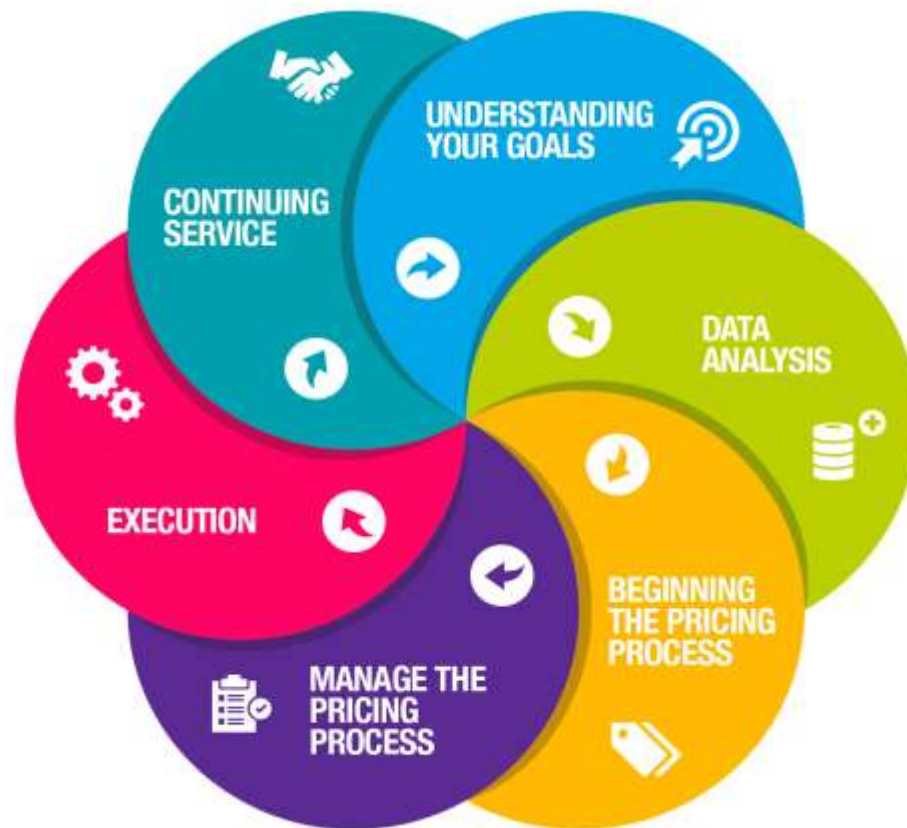 UNDERSTANDING
YOUR GOALS
DATA
ANALYSIS
BEGINNING
THE PRICING
PROCESS
MANAGE THE
PRICING
PROCESS
EXECUTION
CONTINUING
SERVICE